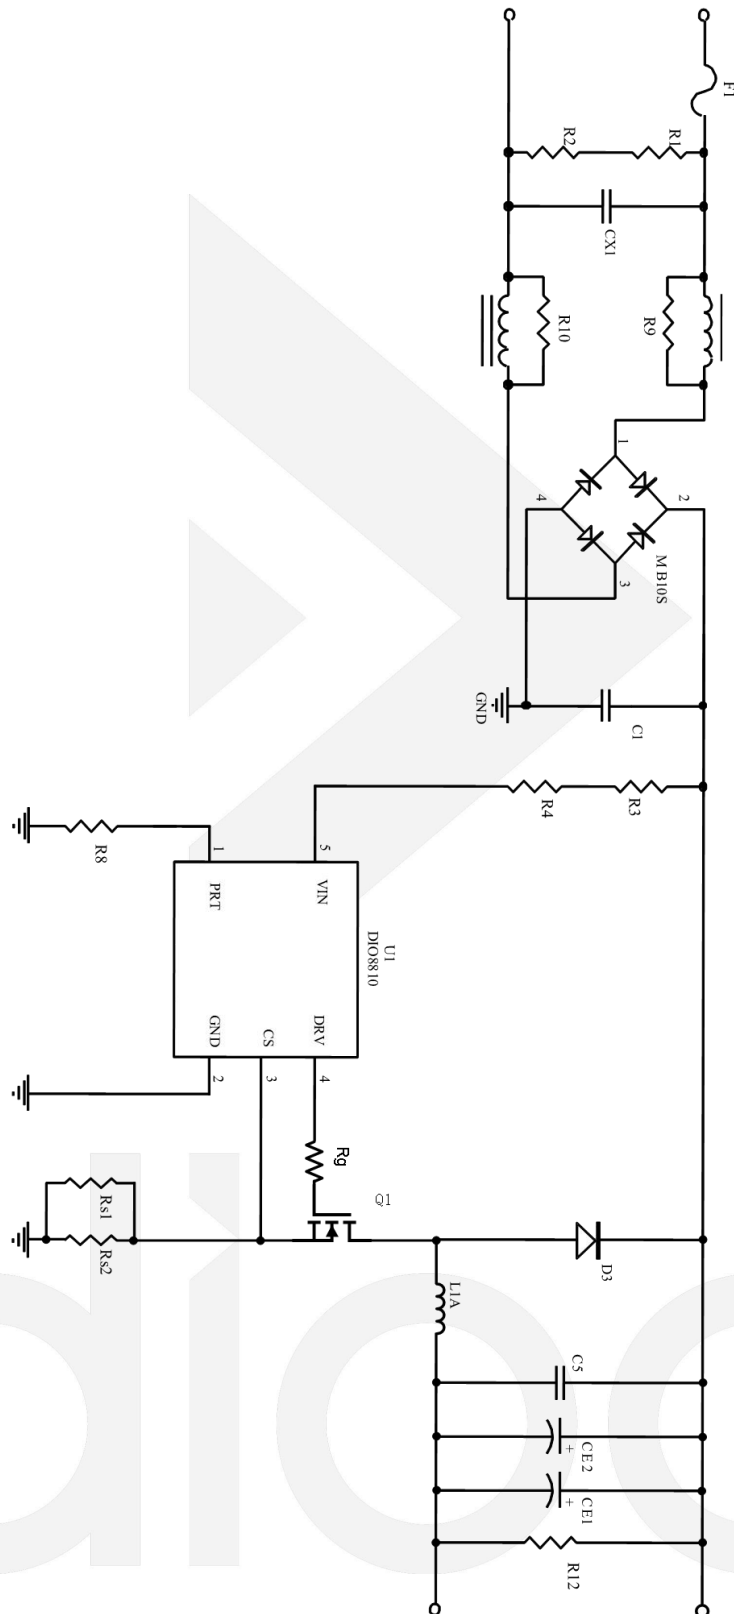 F1
R2
R1
CX1
R10
R9
1
4
2
3
MB10S
GND
C1
R4
R3
R8
1
5
PRT
VIN
U1
DIO8810
GND
CS
DRV
2
3
4
Rg
Q1
Rs1
Rs2
D3
L1A
C5
+
CE2
+
CE1
R12
dioo